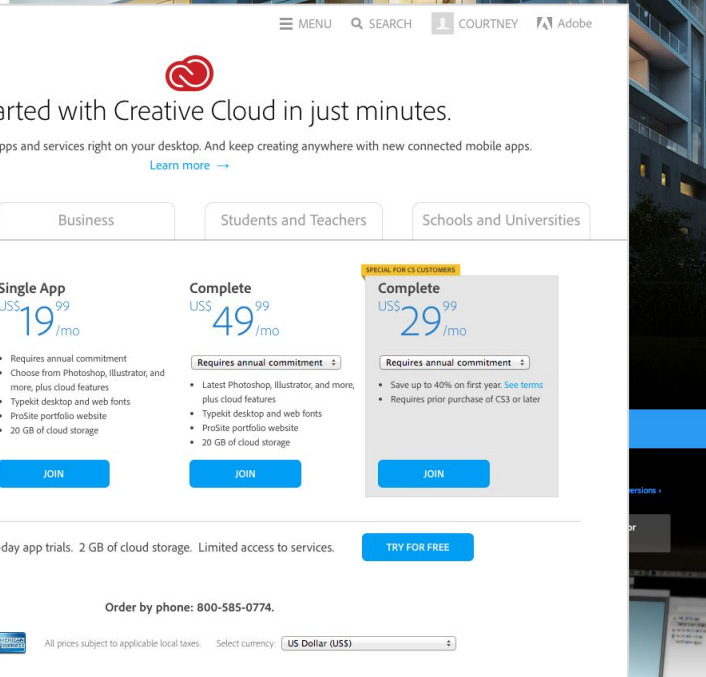 MENU SEARCH COURTNEY Adobe
arted with Creative Cloud in just minutes.
pps and services right on your desktop. And keep creating anywhere with new connected mobile apps.
Learn more →
Business
Students and Teachers
Schools and Universities
Single App
US$19.99/mo
• Requires annual commitment
• Choose from Photoshop, Illustrator, and
more, plus cloud features
• Typekit desktop and web fonts
• ProSite portfolio website
• 20 GB of cloud storage
JOIN
Complete
US$49.99/mo
Requires annual commitment
• Latest Photoshop, Illustrator, and more,
plus cloud features
• Typekit desktop and web fonts
• ProSite portfolio website
• 20 GB of cloud storage
JOIN
SPECIAL FOR CS CUSTOMERS
Complete
US$29.99/mo
Requires annual commitment
• Save up to 40% on first year. See terms
• Requires prior purchase of CS3 or later
JOIN
ersions ›
or
-day app trials. 2 GB of cloud storage. Limited access to services.
TRY FOR FREE
Order by phone: 800-585-0774.
All prices subject to applicable local taxes. Select currency: US Dollar (US$)